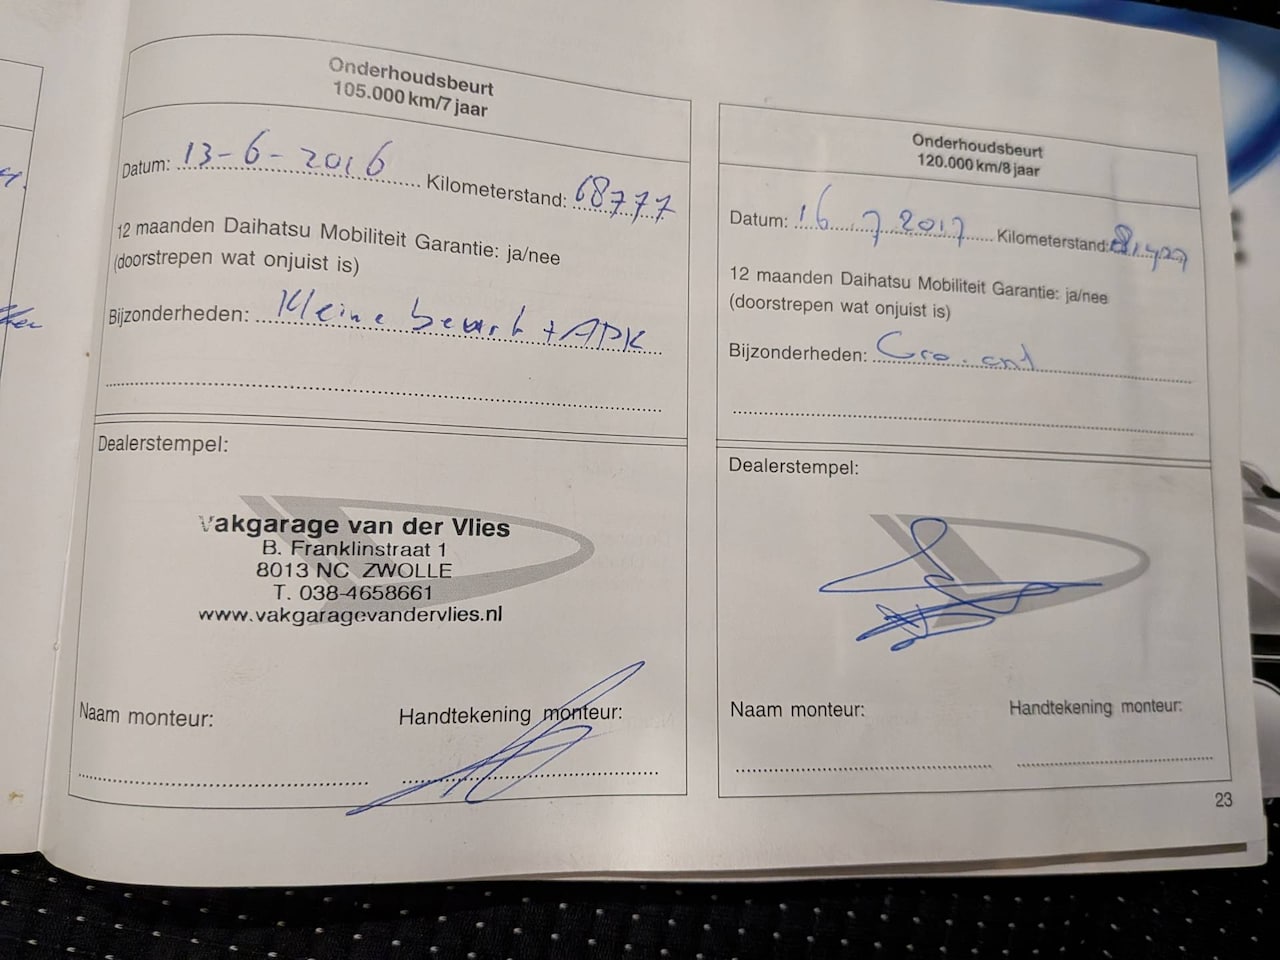 Onderhoudsbeurt
105.000 km/7 jaar
Datum: 13-6-2016 Kilometerstand: 68777
12 maanden Daihatsu Mobiliteit Garantie: ja/nee
(doorstrepen wat onjuist is)
Bijzonderheden: Kleine beurt + APK
Dealerstempel:
Vakgarage van der Vlies
B. Franklinstraat 1
8013 NC ZWOLLE
T. 038-4658661
www.vakgaragevandervlies.nl
Naam monteur: Handtekening monteur:
Onderhoudsbeurt
120.000 km/8 jaar
Datum: 16.7.2017 Kilometerstand:
12 maanden Daihatsu Mobiliteit Garantie: ja/nee
(doorstrepen wat onjuist is)
Bijzonderheden:
Dealerstempel:
Naam monteur: Handtekening monteur:
23